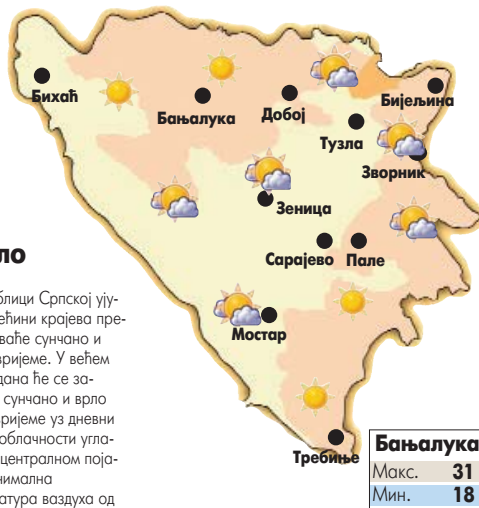 Бихаћ
Бањалука
Добој
Бијељина
Тузла
Зворник
Зеница
Сарајево
Пале
Мостар
Требиње
ло
блици Српској ују-
ећини крајева пре-
ваће сунчано и
вријеме. У већем
дана ће се за-
сунчано и врло
вријеме уз дневни
облачности угла-
централном поја-
нимална
атура ваздуха од
Бањалука
Макс. 31
Мин. 18